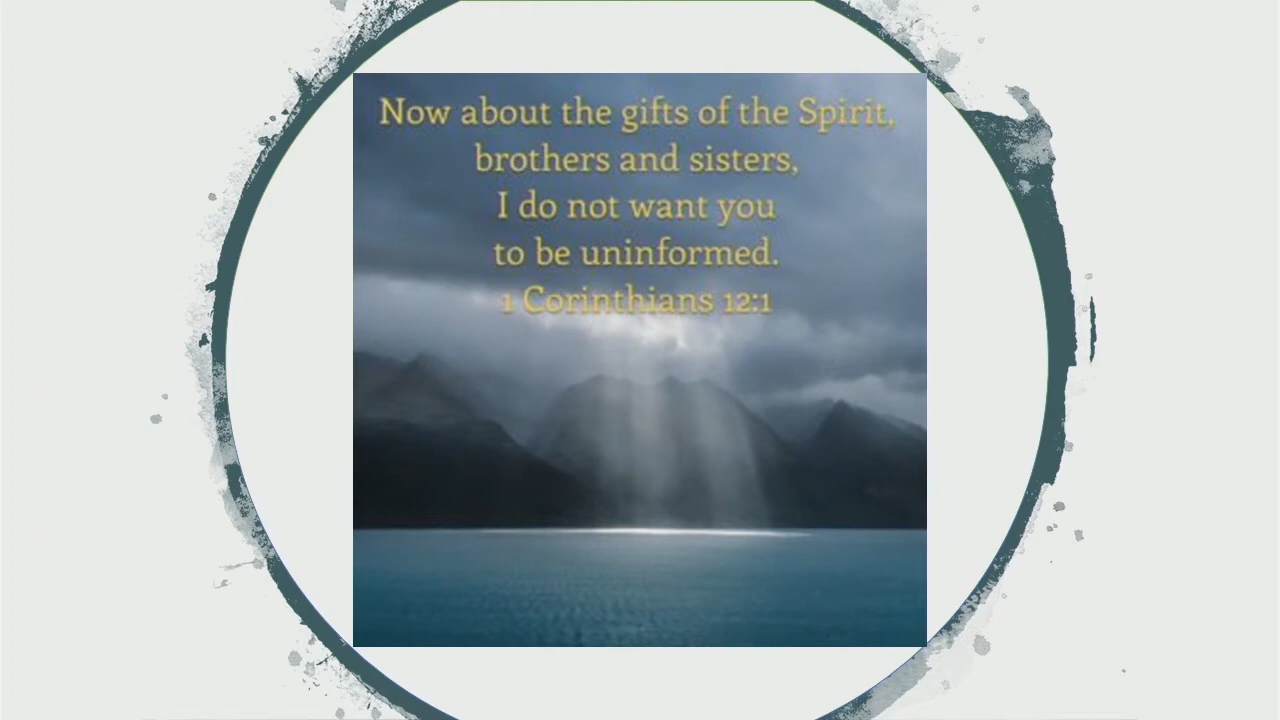 Now about the gifts of the Spirit,
brothers and sisters,
I do not want you
to be uninformed.
1 Corinthians 12:1